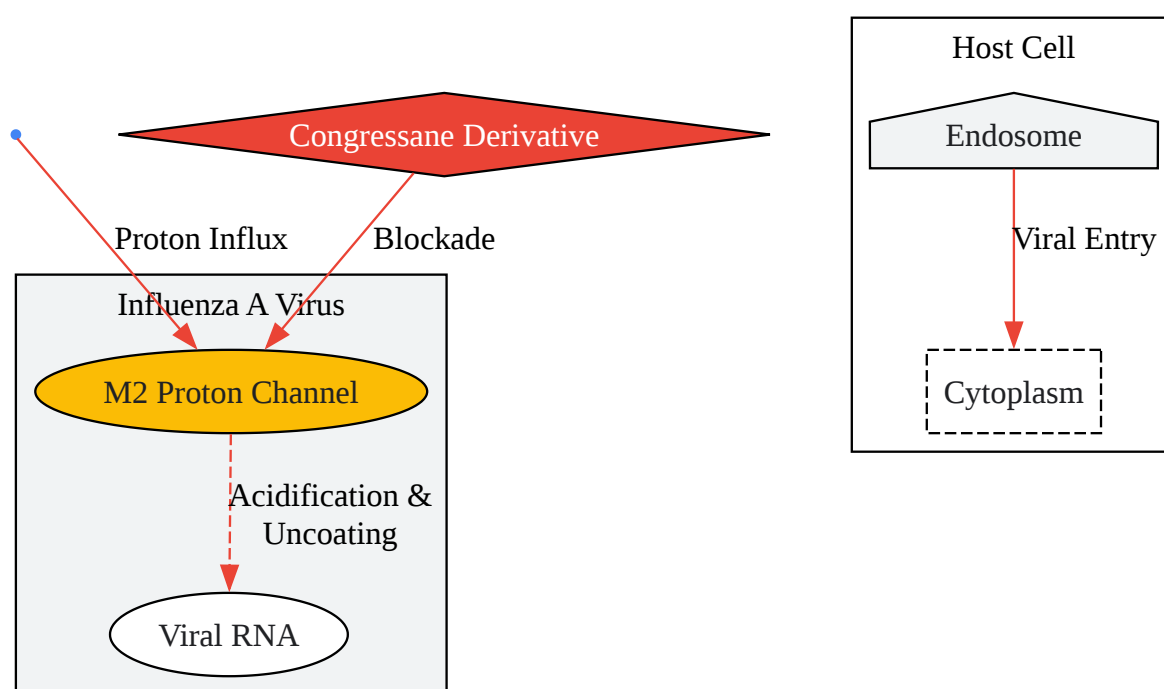 Host Cell
Congressane Derivative
Endosome
Proton Influx
Blockade
Viral Entry
Influenza A Virus
M2 Proton Channel
Cytoplasm
Acidification &
Uncoating
Viral RNA